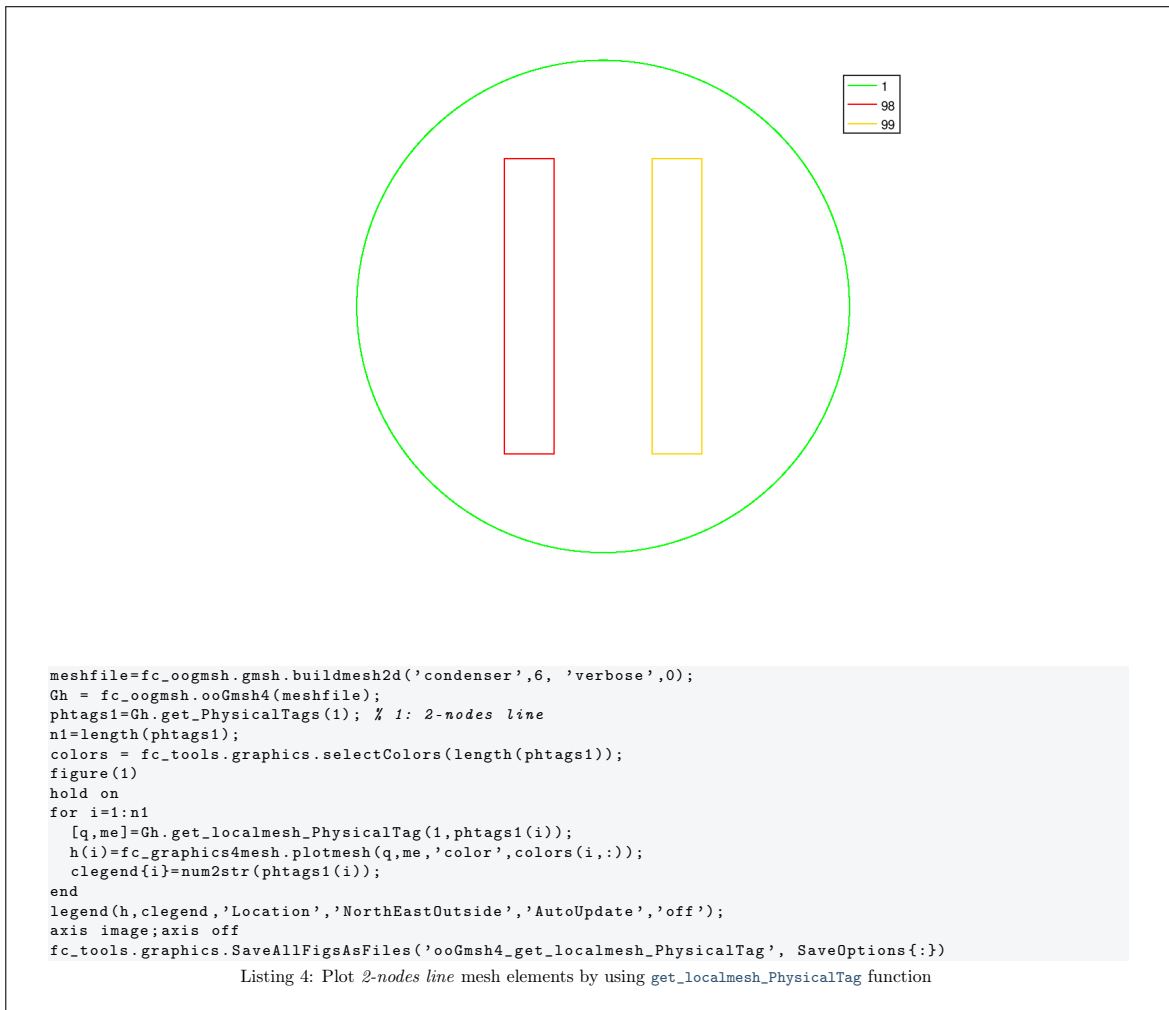 1
98
99
meshfile=fc_oogmsh.gmsh.buildmesh2d('condenser',6, 'verbose',0);
Gh = fc_oogmsh.ooGmsh4(meshfile);
phtags1=Gh.get_PhysicalTags(1); % 1: 2-nodes line
n1=length(phtags1);
colors = fc_tools.graphics.selectColors(length(phtags1));
figure(1)
hold on
for i=1:n1
  [q,me]=Gh.get_localmesh_PhysicalTag(1,phtags1(i));
  h(i)=fc_graphics4mesh.plotmesh(q,me,'color',colors(i,:));
  clegend{i}=num2str(phtags1(i));
end
legend(h,clegend,'Location','NorthEastOutside','AutoUpdate','off');
axis image;axis off
fc_tools.graphics.SaveAllFigsAsFiles('ooGmsh4_get_localmesh_PhysicalTag', SaveOptions{:})
Listing 4: Plot 2-nodes line mesh elements by using get_localmesh_PhysicalTag function